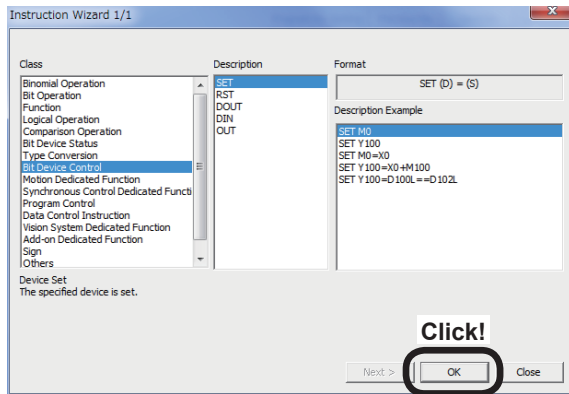 Instruction Wizard 1/1
Class
Description
Format
Binomial Operation
Bit Operation
Function
Logical Operation
Comparison Operation
Bit Device Status
Type Conversion
Bit Device Control
Motion Dedicated Function
Synchronous Control Dedicated Functi
Program Control
Data Control Instruction
Vision System Dedicated Function
Add-on Dedicated Function
Sign
Others
SET
RST
DOUT
DIN
OUT
SET (D) = (S)
Description Example
SET M0
SET Y100
SET M0=X0
SET Y100=X0+M100
SET Y100=D100L==D102L
Device Set
The specified device is set.
Click!
Next >
OK
Close